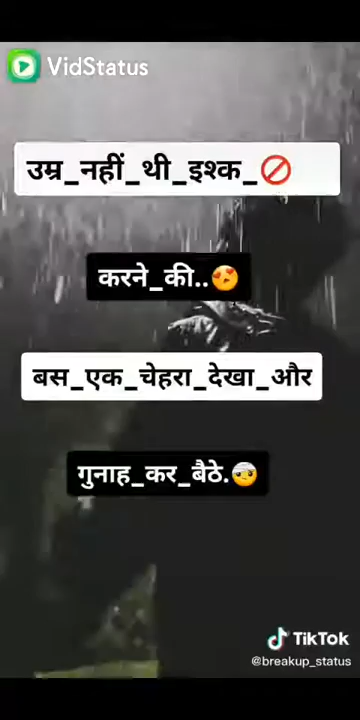 VidStatus
उम्र_नहीं_थी_इश्क_🚫
करने_की..😍
बस_एक_चेहरा_देखा_और
गुनाह_कर_बैठे.🤕
TikTok
@breakup_status